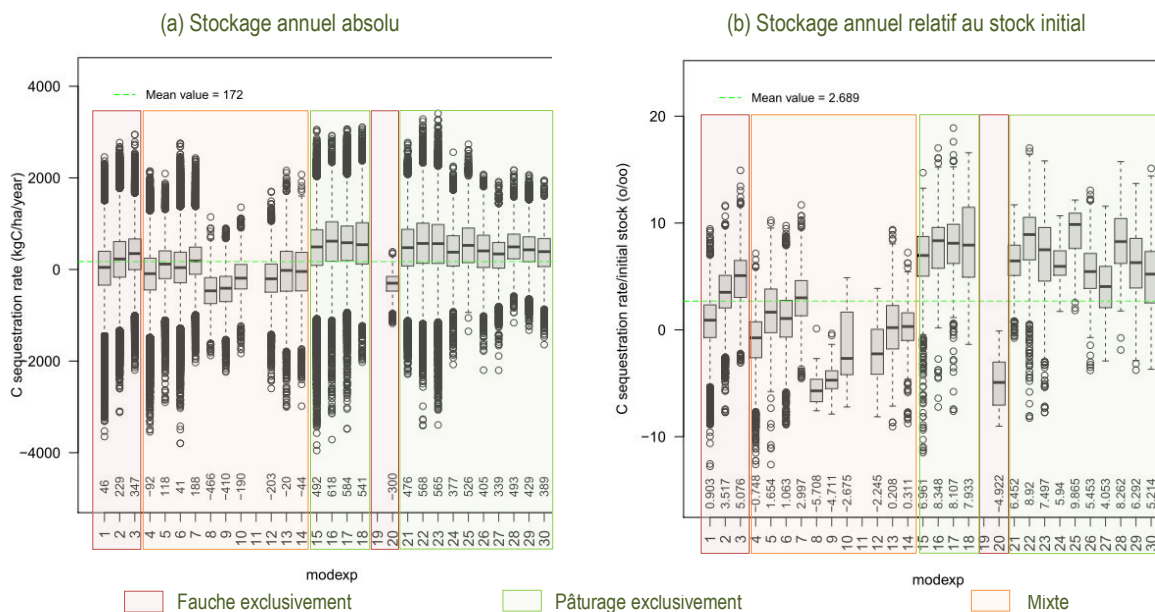 (a) Stockage annuel absolu
(b) Stockage annuel relatif au stock initial
C sequestration rate (kgC/ha/year)
4000
2000
0
−2000
−4000
Mean value = 172
46 229 347 −92 118 41 188 −466 −410 −190 −203 −20 −44 492 618 584 541 −300 476 568 565 377 526 405 339 493 429 389
1 2 3 4 5 6 7 8 9 10 11 12 13 14 15 16 17 18 19 20 21 22 23 24 25 26 27 28 29 30
modexp
C sequestration rate/initial stock (o/oo)
20
10
0
−10
Mean value = 2.689
0.903 3.517 5.076 −0.748 1.654 1.063 2.997 −5.708 −4.711 −2.675 −2.245 0.208 0.311 6.961 8.348 8.107 7.933 −4.922 6.452 8.92 7.497 5.94 9.865 5.453 4.053 8.262 6.292 5.214
1 2 3 4 5 6 7 8 9 10 11 12 13 14 15 16 17 18 19 20 21 22 23 24 25 26 27 28 29 30
modexp
Fauche exclusivement
Pâturage exclusivement
Mixte